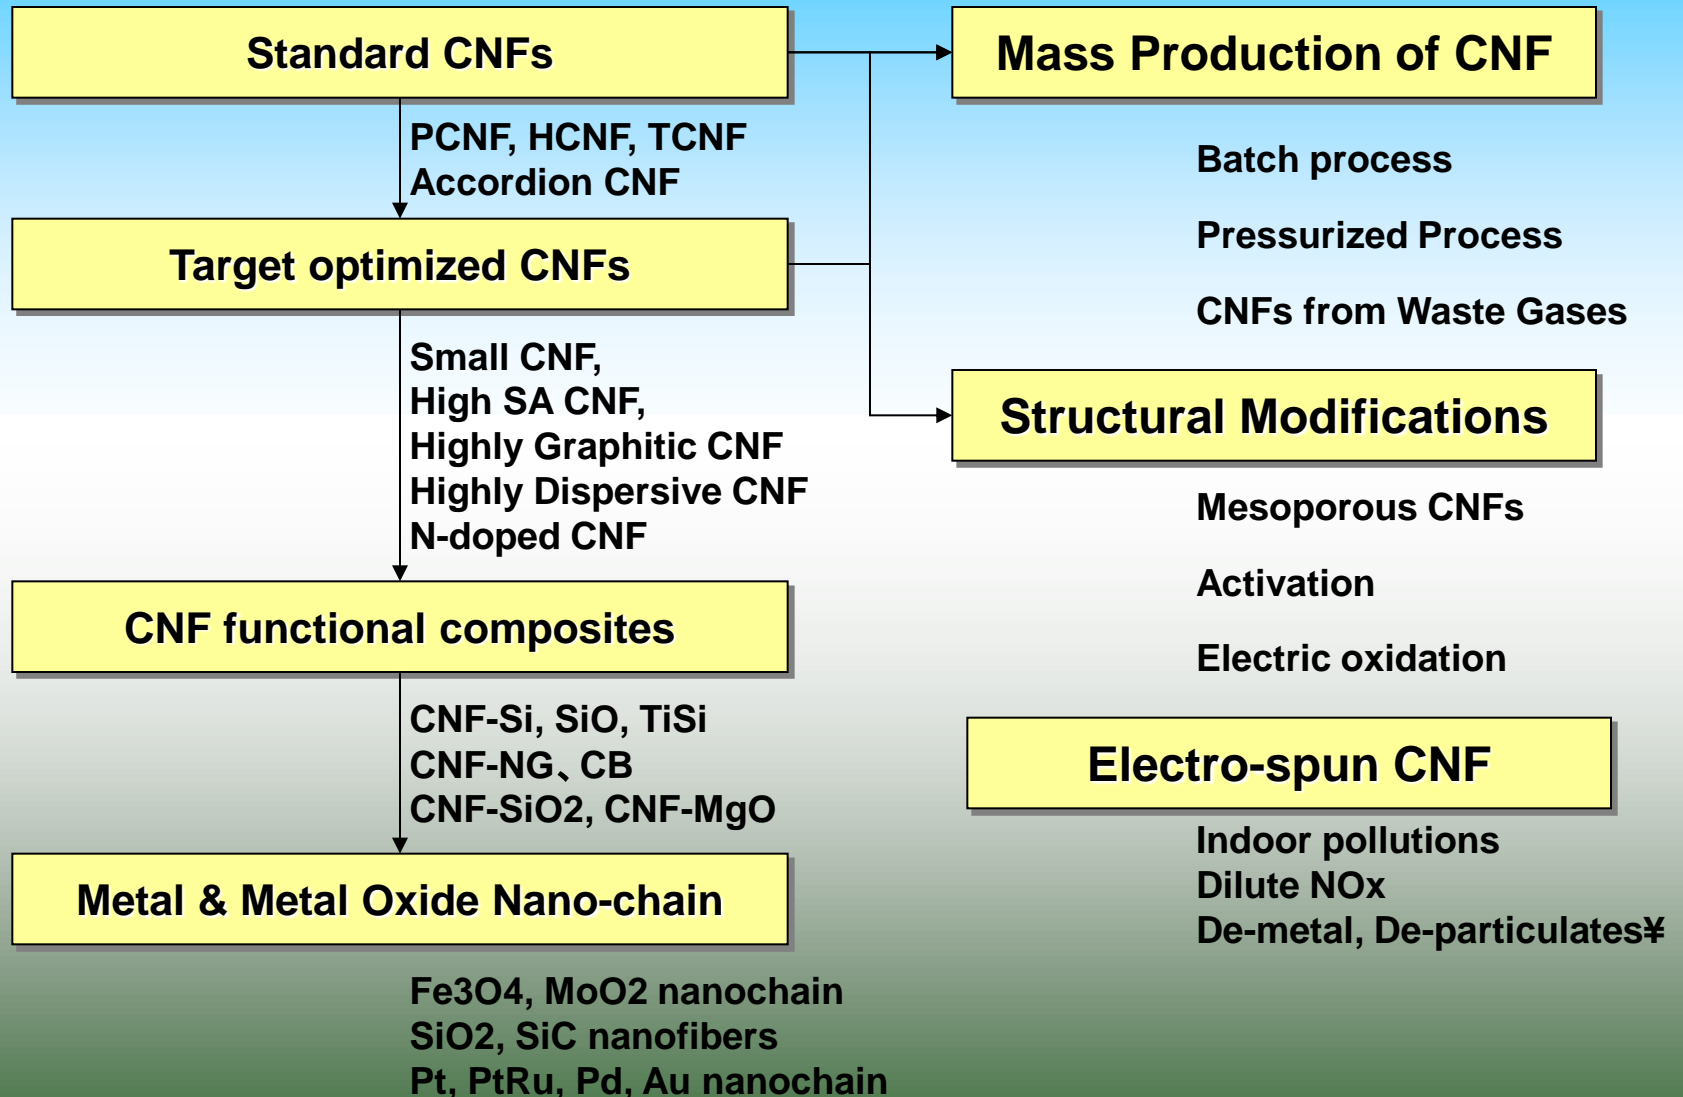 Standard CNFs
PCNF, HCNF, TCNF
Accordion CNF
Target optimized CNFs
Small CNF,
High SA CNF,
Highly Graphitic CNF
Highly Dispersive CNF
N-doped CNF
CNF functional composites
CNF-Si, SiO, TiSi
CNF-NG、CB
CNF-SiO2, CNF-MgO
Metal & Metal Oxide Nano-chain
Fe3O4, MoO2 nanochain
SiO2, SiC nanofibers
Pt, PtRu, Pd, Au nanochain
Mass Production of CNF
Batch process
Pressurized Process
CNFs from Waste Gases
Structural Modifications
Mesoporous CNFs
Activation
Electric oxidation
Electro-spun CNF
Indoor pollutions
Dilute NOx
De-metal, De-particulates¥